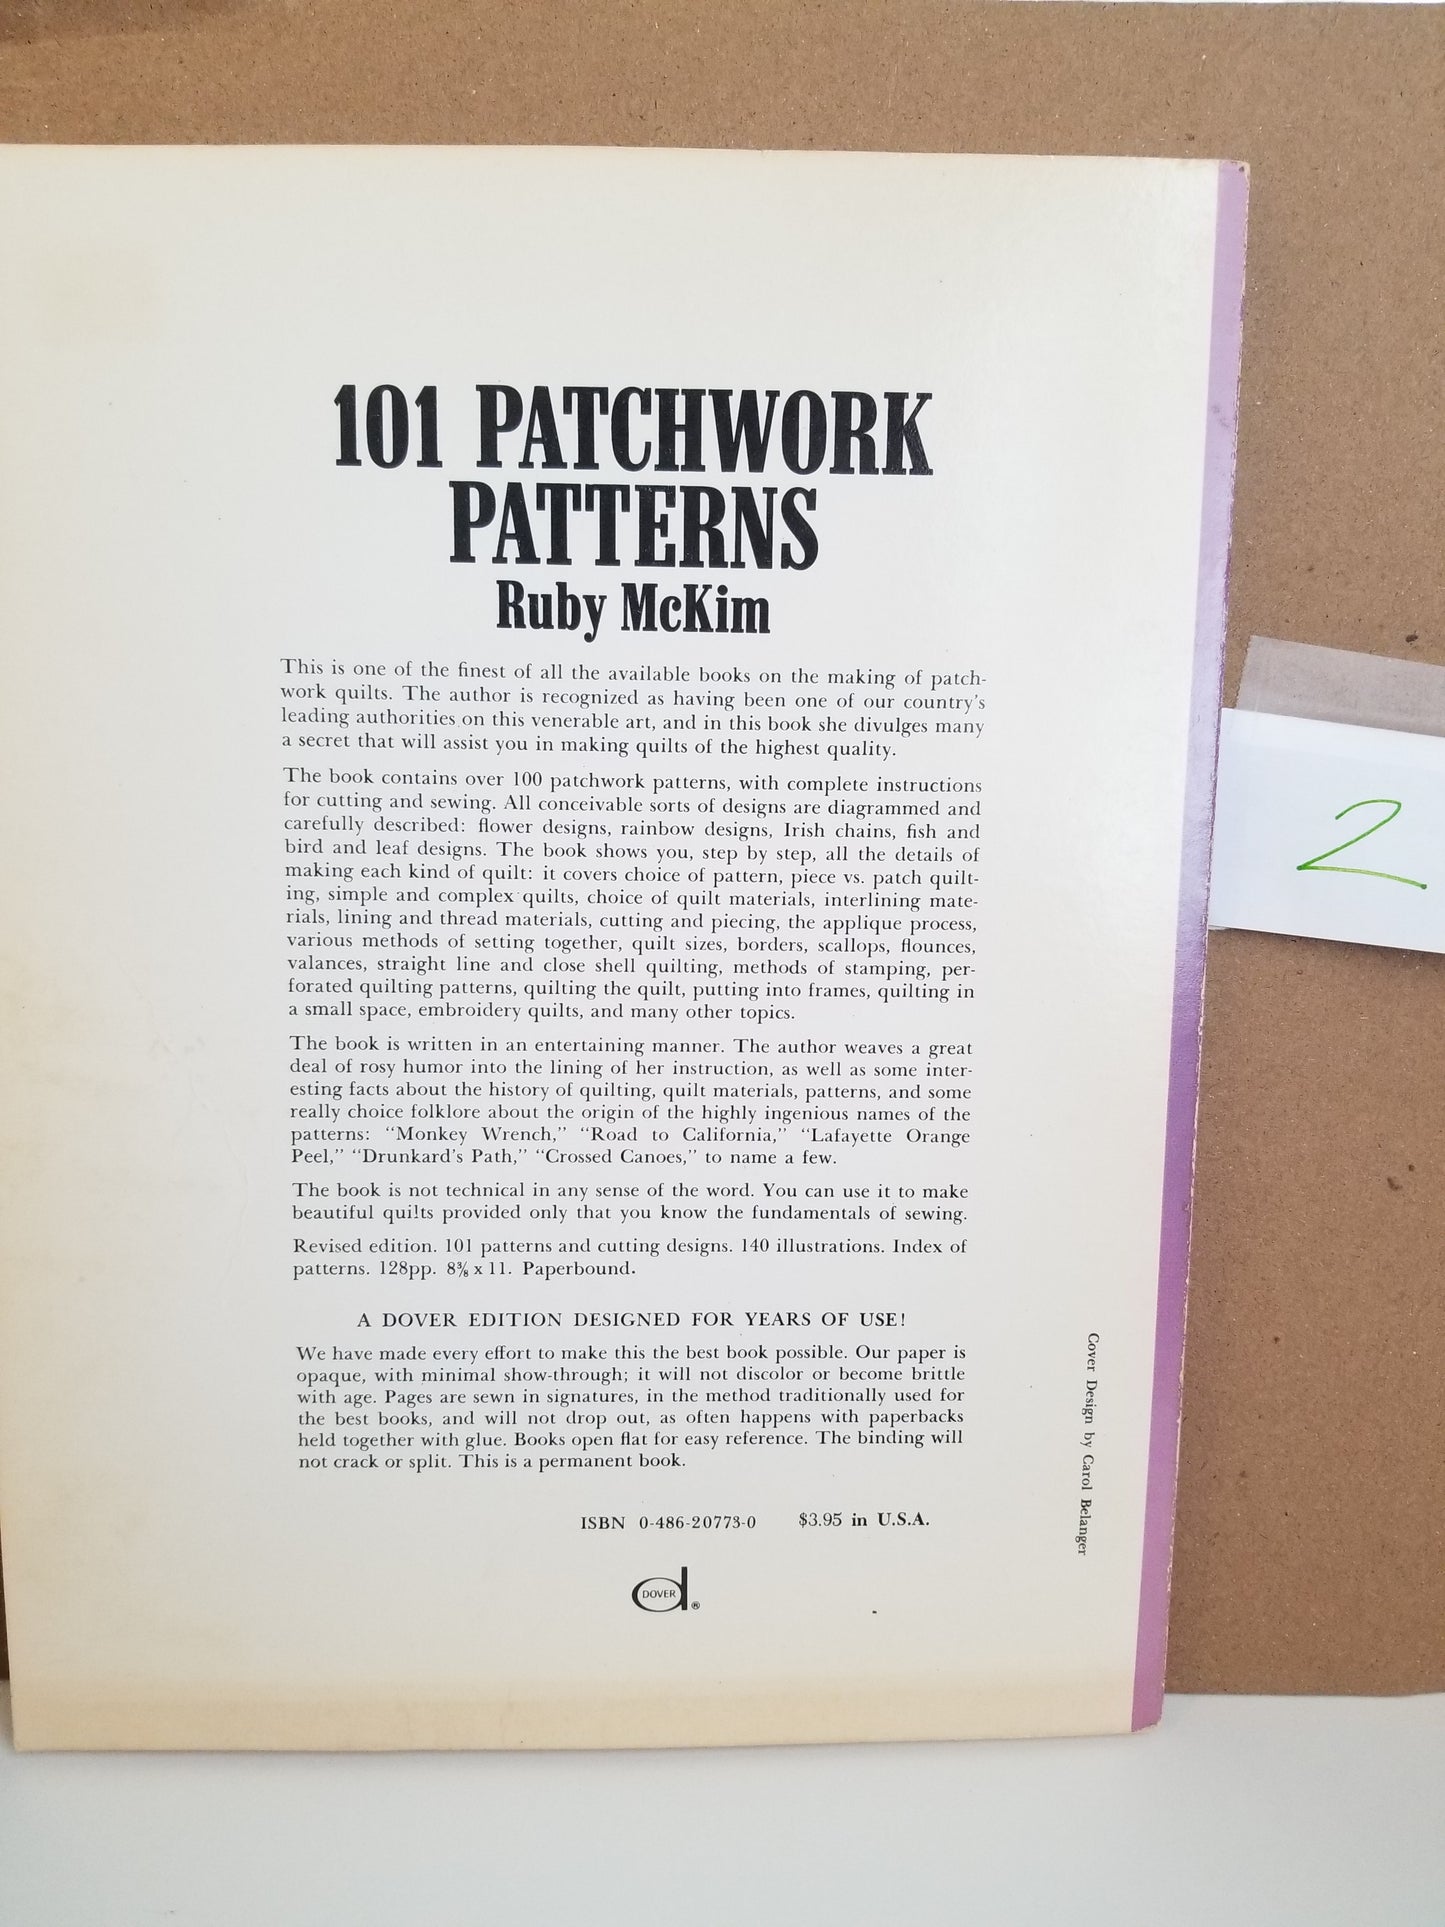 101 PATCHWORK
PATTERNS
Ruby McKim
This is one of the finest of all the available books on the making of patch-
work quilts. The author is recognized as having been one of our country's
leading authorities on this venerable art, and in this book she divulges many
a secret that will assist you in making quilts of the highest quality.
The book contains over 100 patchwork patterns, with complete instructions
for cutting and sewing. All conceivable sorts of designs are diagrammed and
carefully described: flower designs, rainbow designs, Irish chains, fish and
bird and leaf designs. The book shows you, step by step, all the details of
making each kind of quilt: it covers choice of pattern, piece vs. patch quilt-
ing, simple and complex quilts, choice of quilt materials, interlining mate-
rials, lining and thread materials, cutting and piecing, the applique process,
various methods of setting together, quilt sizes, borders, scallops, flounces,
valances, straight line and close shell quilting, methods of stamping, per-
forated quilting patterns, quilting the quilt, putting into frames, quilting in
a small space, embroidery quilts, and many other topics.
The book is written in an entertaining manner. The author weaves a great
deal of rosy humor into the lining of her instruction, as well as some inter-
esting facts about the history of quilting, quilt materials, patterns, and some
really choice folklore about the origin of the highly ingenious names of the
patterns: "Monkey Wrench," "Road to California," "Lafayette Orange
Peel," "Drunkard's Path," "Crossed Canoes," to name a few.
The book is not technical in any sense of the word. You can use it to make
beautiful quilts provided only that you know the fundamentals of sewing.
Revised edition. 101 patterns and cutting designs. 140 illustrations. Index of
patterns. 128pp. 8⅜ x 11. Paperbound.
A DOVER EDITION DESIGNED FOR YEARS OF USE!
We have made every effort to make this the best book possible. Our paper is
opaque, with minimal show-through; it will not discolor or become brittle
with age. Pages are sewn in signatures, in the method traditionally used for
the best books, and will not drop out, as often happens with paperbacks
held together with glue. Books open flat for easy reference. The binding will
not crack or split. This is a permanent book.
ISBN 0-486-20773-0 $3.95 in U.S.A.
DOVER ®
Cover Design by Carol Belanger
2